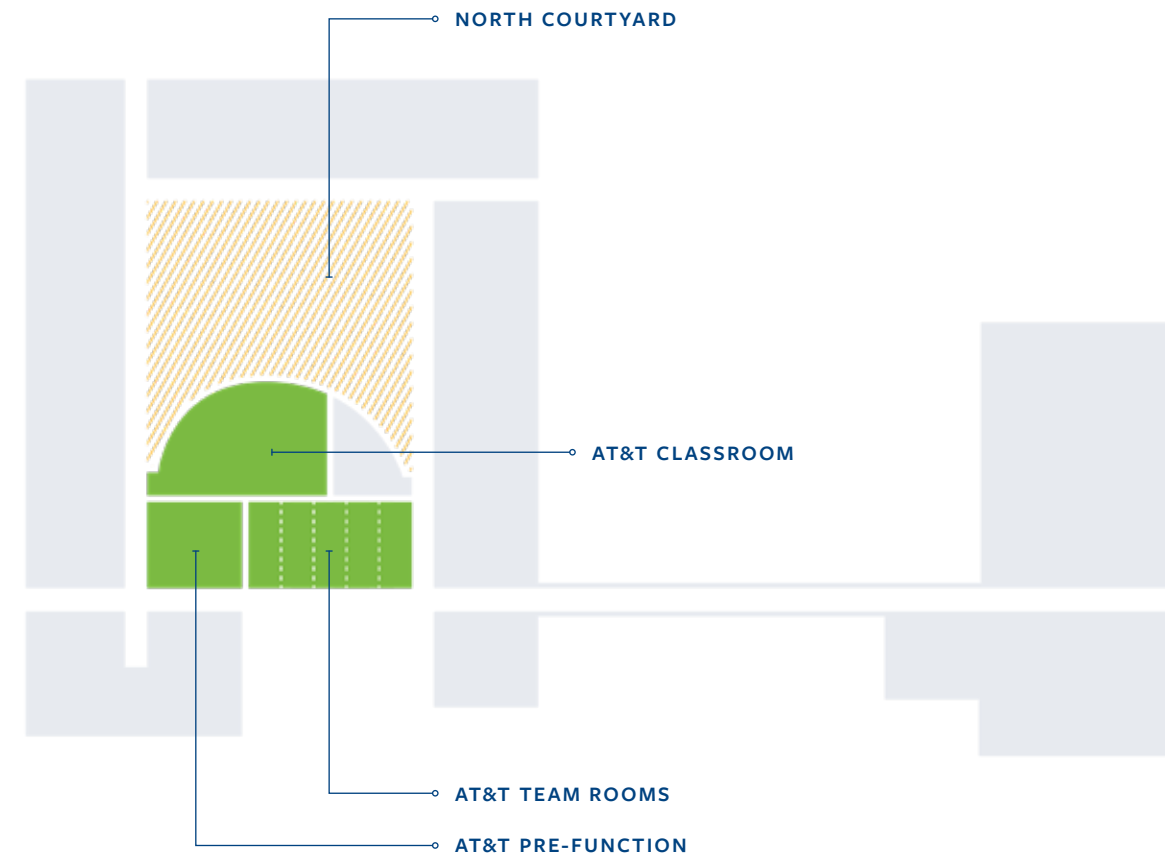 NORTH COURTYARD
AT&T CLASSROOM
AT&T TEAM ROOMS
AT&T PRE-FUNCTION